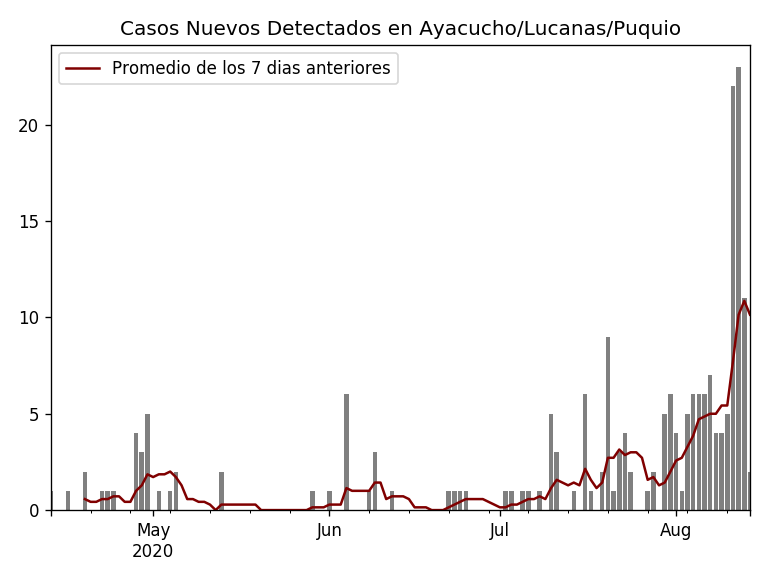 Casos Nuevos Detectados en Ayacucho/Lucanas/Puquio
Promedio de los 7 dias anteriores
20
15
10
5
0
May Jun Jul Aug
2020